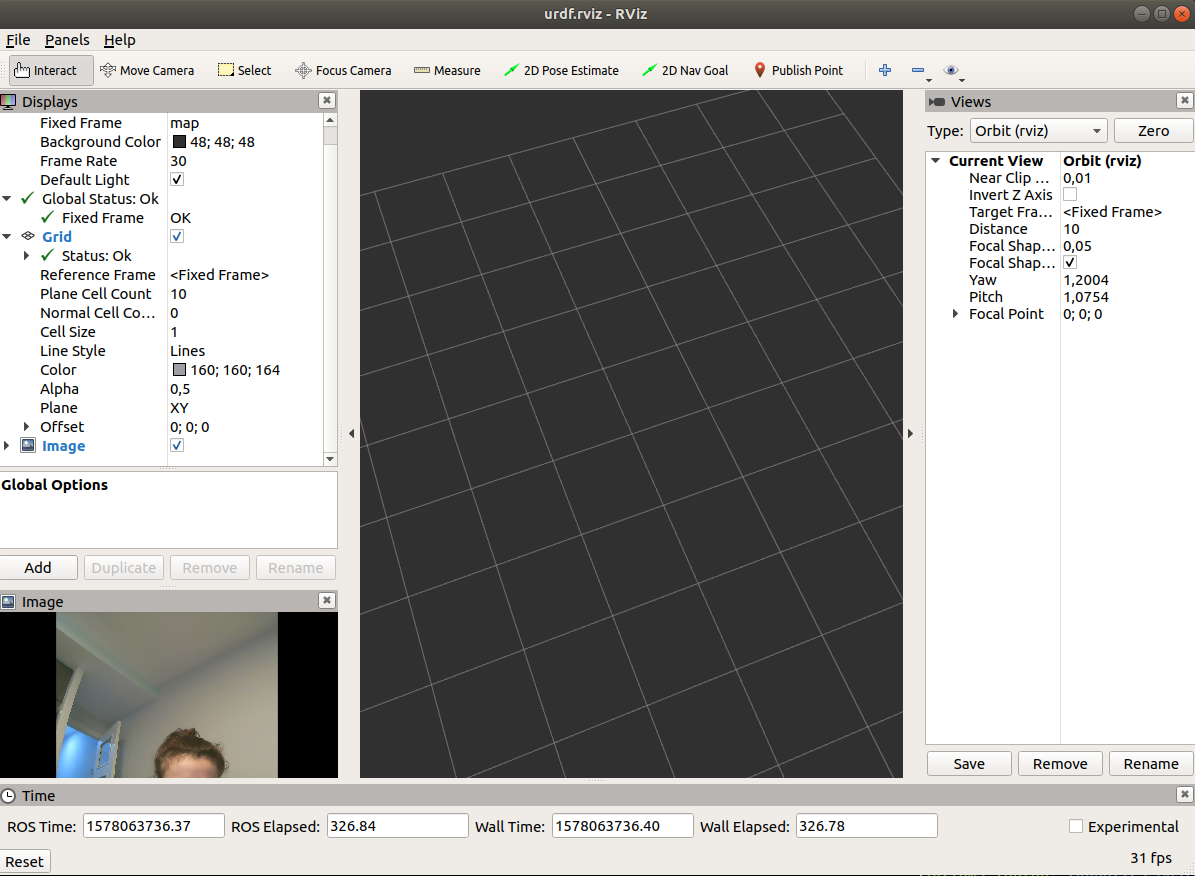 urdf.rviz - RViz
File Panels Help
Interact Move Camera Select Focus Camera Measure 2D Pose Estimate 2D Nav Goal Publish Point
Displays
Fixed Frame map
Background Color 48; 48; 48
Frame Rate 30
Default Light
Global Status: Ok
Fixed Frame OK
Grid
Status: Ok
Reference Frame <Fixed Frame>
Plane Cell Count 10
Normal Cell Co... 0
Cell Size 1
Line Style Lines
Color 160; 160; 164
Alpha 0,5
Plane XY
Offset 0; 0; 0
Image
Global Options
Add Duplicate Remove Rename
Image
Views
Type: Orbit (rviz) Zero
Current View Orbit (rviz)
Near Clip ... 0,01
Invert Z Axis
Target Fra... <Fixed Frame>
Distance 10
Focal Shap... 0,05
Focal Shap...
Yaw 1,2004
Pitch 1,0754
Focal Point 0; 0; 0
Save Remove Rename
Time
ROS Time: 1578063736.37 ROS Elapsed: 326.84 Wall Time: 1578063736.40 Wall Elapsed: 326.78 Experimental
Reset 31 fps